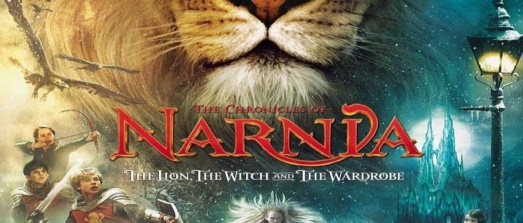 THE CHRONICLES OF
NARNIA
THE LION, THE WITCH AND THE WARDROBE